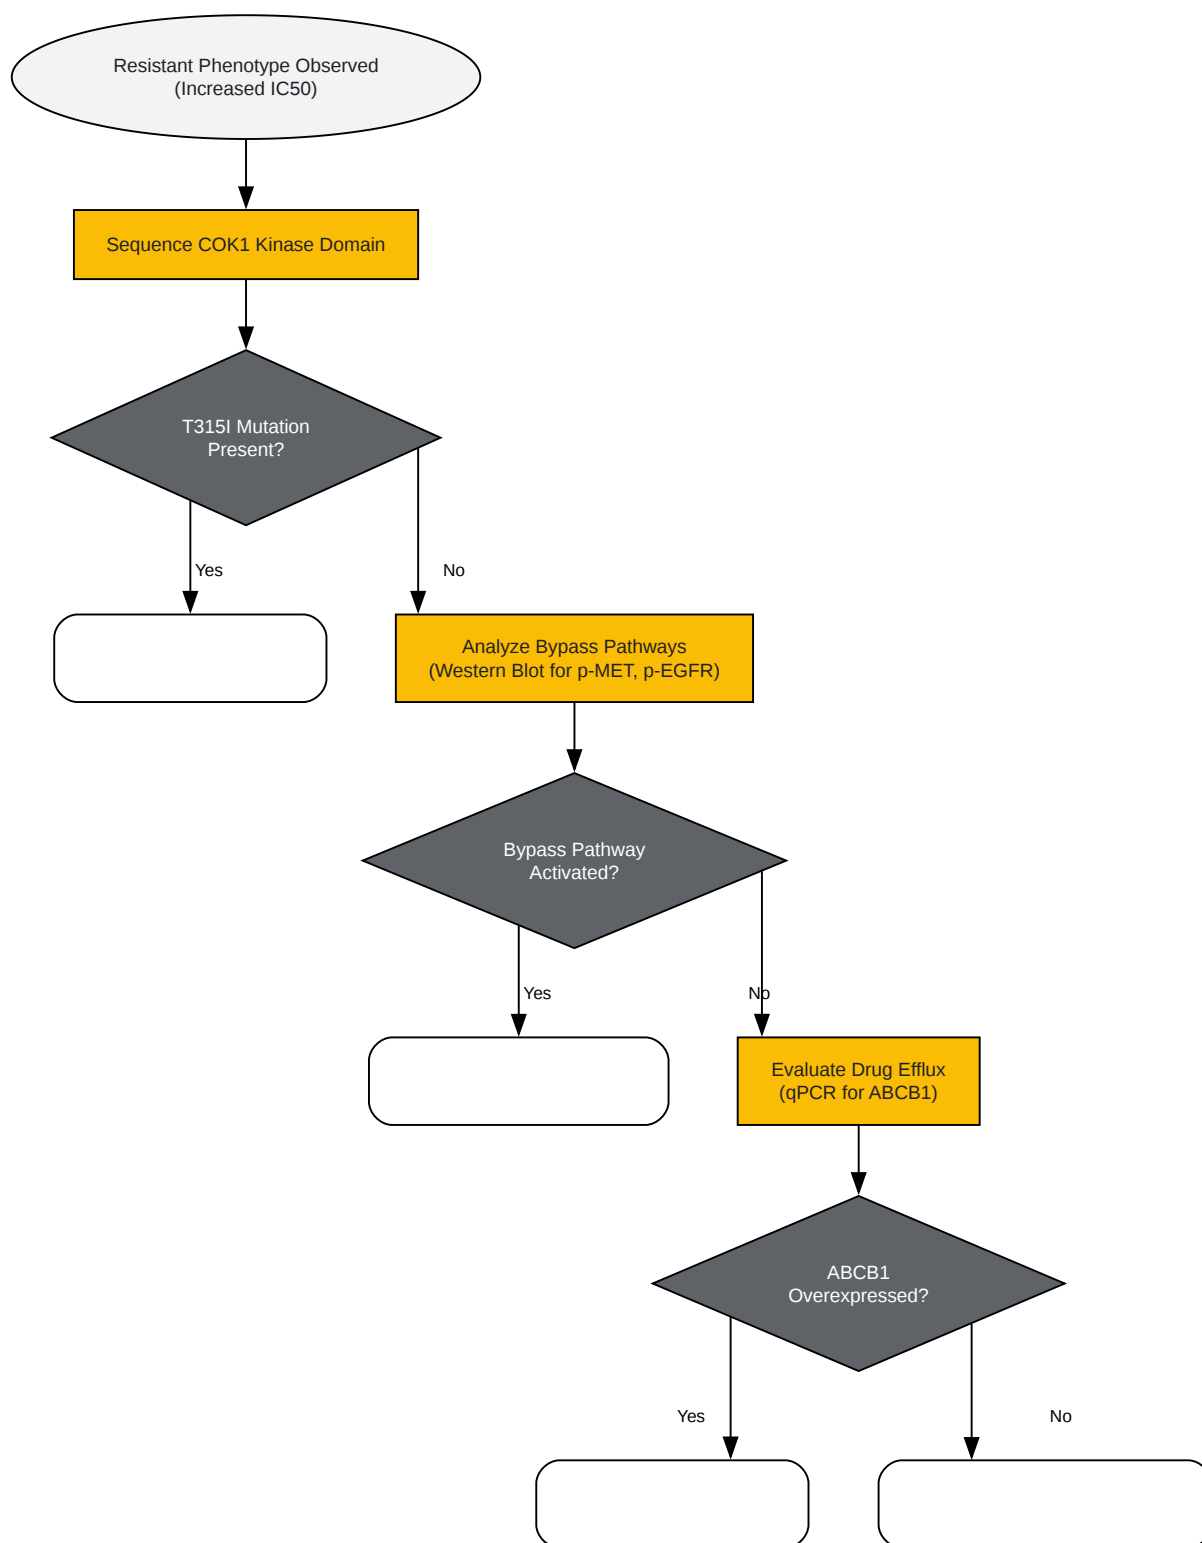 Resistant Phenotype Observed
(Increased IC50)
Sequence COK1 Kinase Domain
T315I Mutation
Present?
Yes
No
Analyze Bypass Pathways
(Western Blot for p-MET, p-EGFR)
Bypass Pathway
Activated?
Yes
No
Evaluate Drug Efflux
(qPCR for ABCB1)
ABCB1
Overexpressed?
Yes
No